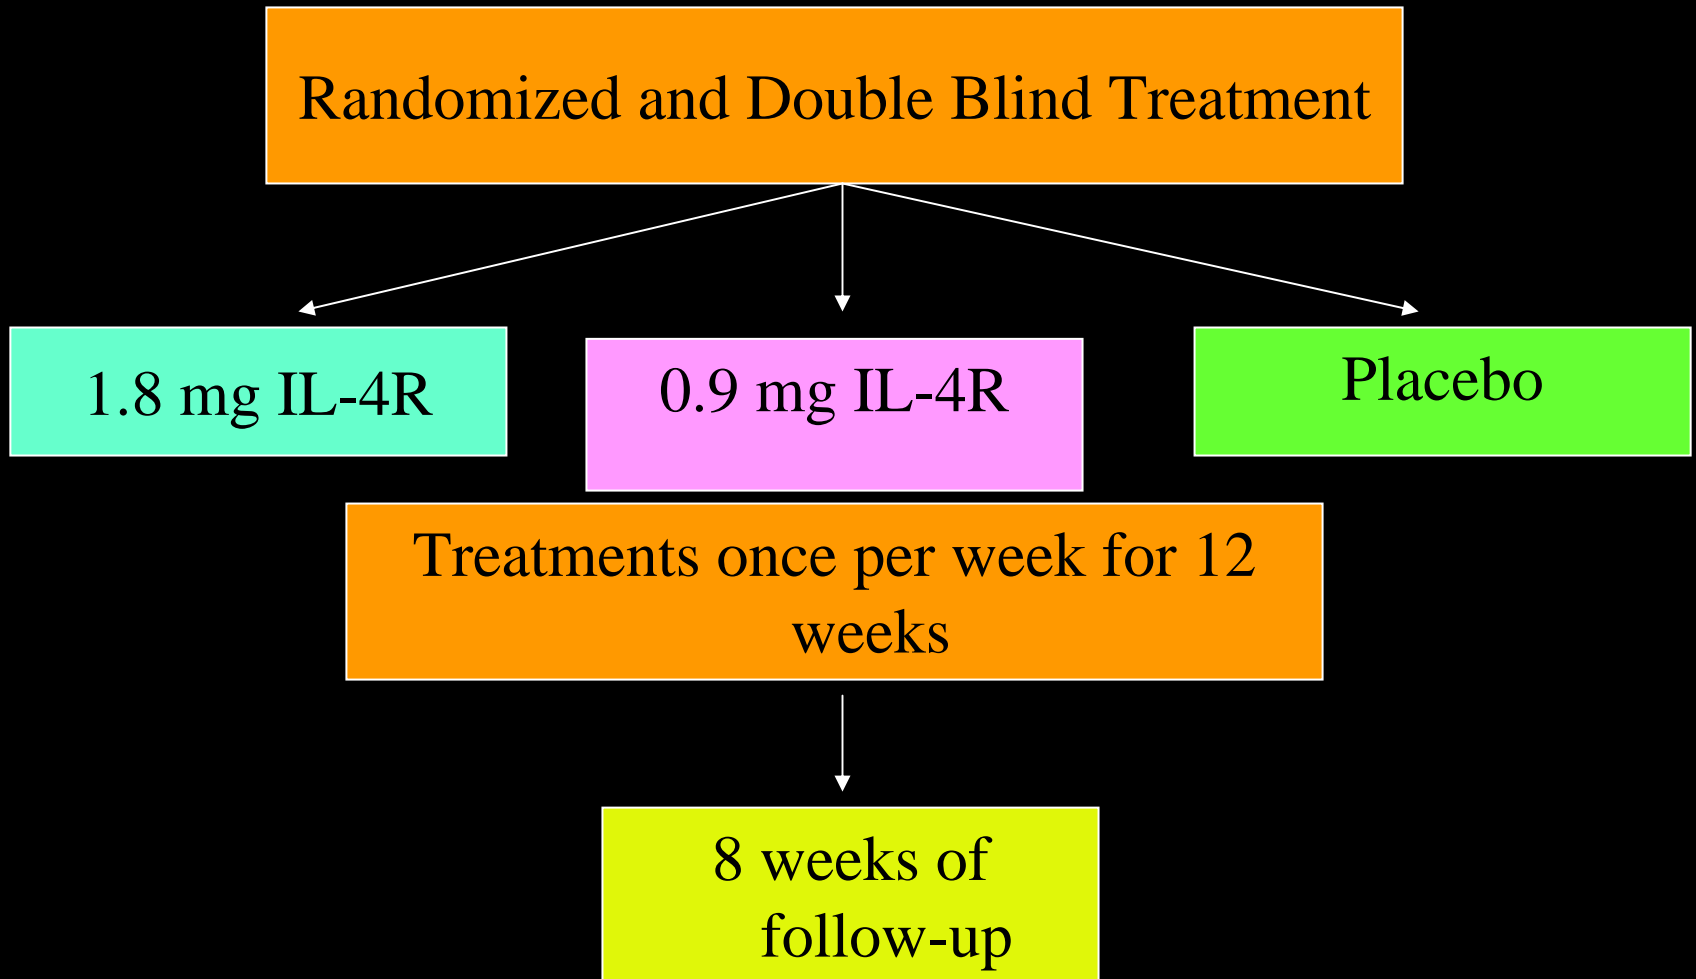 Randomized and Double Blind Treatment
1.8 mg IL-4R
0.9 mg IL-4R
Placebo
Treatments once per week for 12
weeks
8 weeks of
follow-up